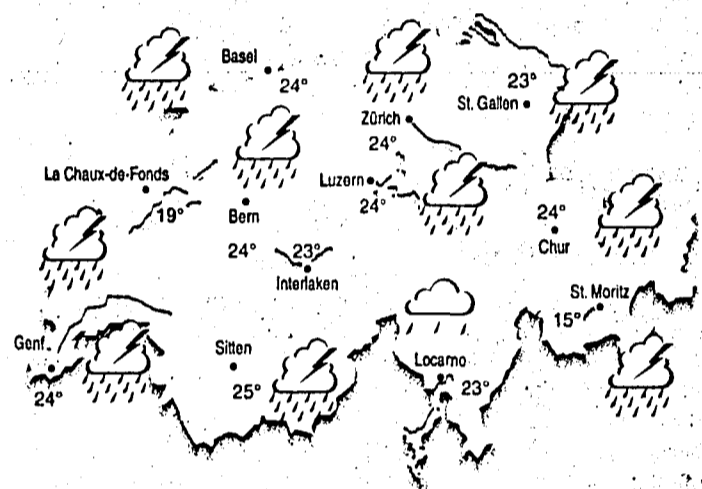 Basel
24°
23°
St. Gallen
Zürich
24°
La Chaux-de-Fonds
19°
Luzern
24°
Bern
24°
24°
Chur
23°
Interlaken
St. Moritz
15°
Genf
24°
Sitten
25°
Locarno
23°